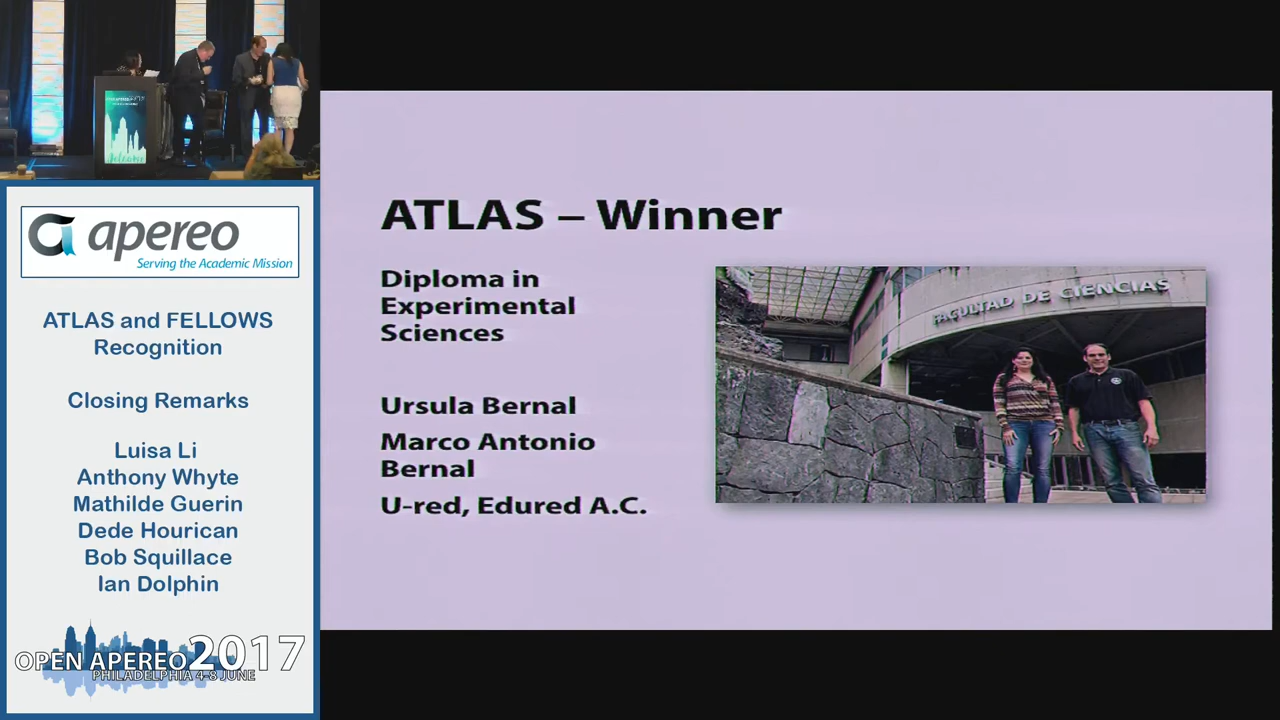 apereo
Serving the Academic Mission
ATLAS and FELLOWS
Recognition
Closing Remarks
Luisa Li
Anthony Whyte
Mathilde Guerin
Dede Hourican
Bob Squillace
Ian Dolphin
OPEN APEREO 2017
PHILADELPHIA 4-8 JUNE
ATLAS – Winner
Diploma in
Experimental
Sciences
Ursula Bernal
Marco Antonio
Bernal
U-red, Edured A.C.
FACULTAD DE CIENCIAS
Welcome